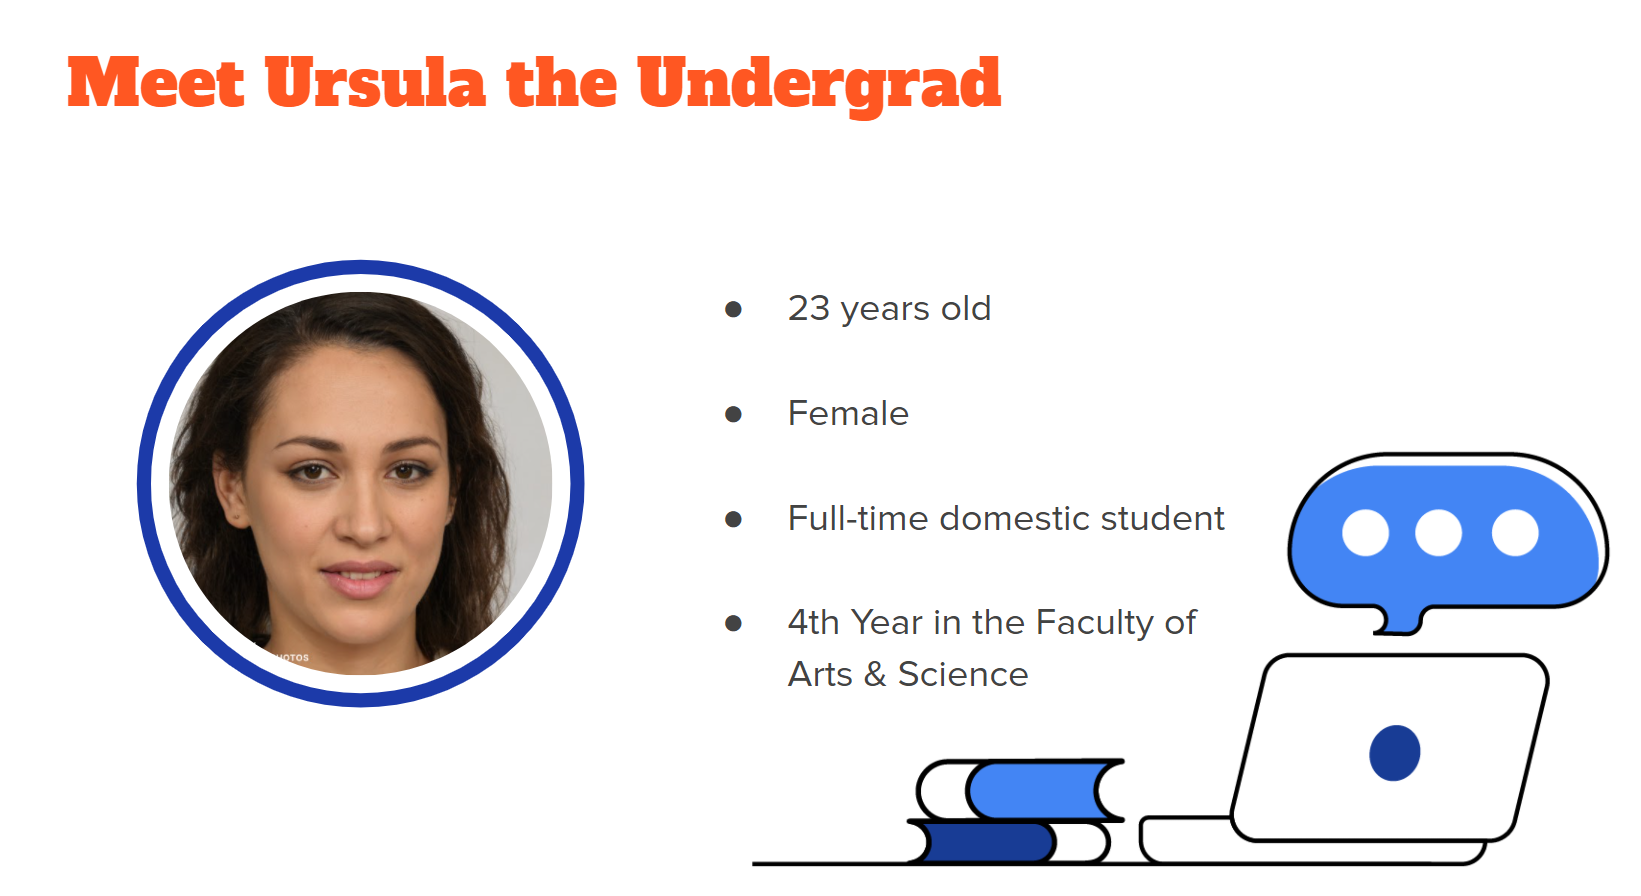 Meet Ursula the Undergrad
● 23 years old
● Female
● Full-time domestic student
● 4th Year in the Faculty of
Arts & Science